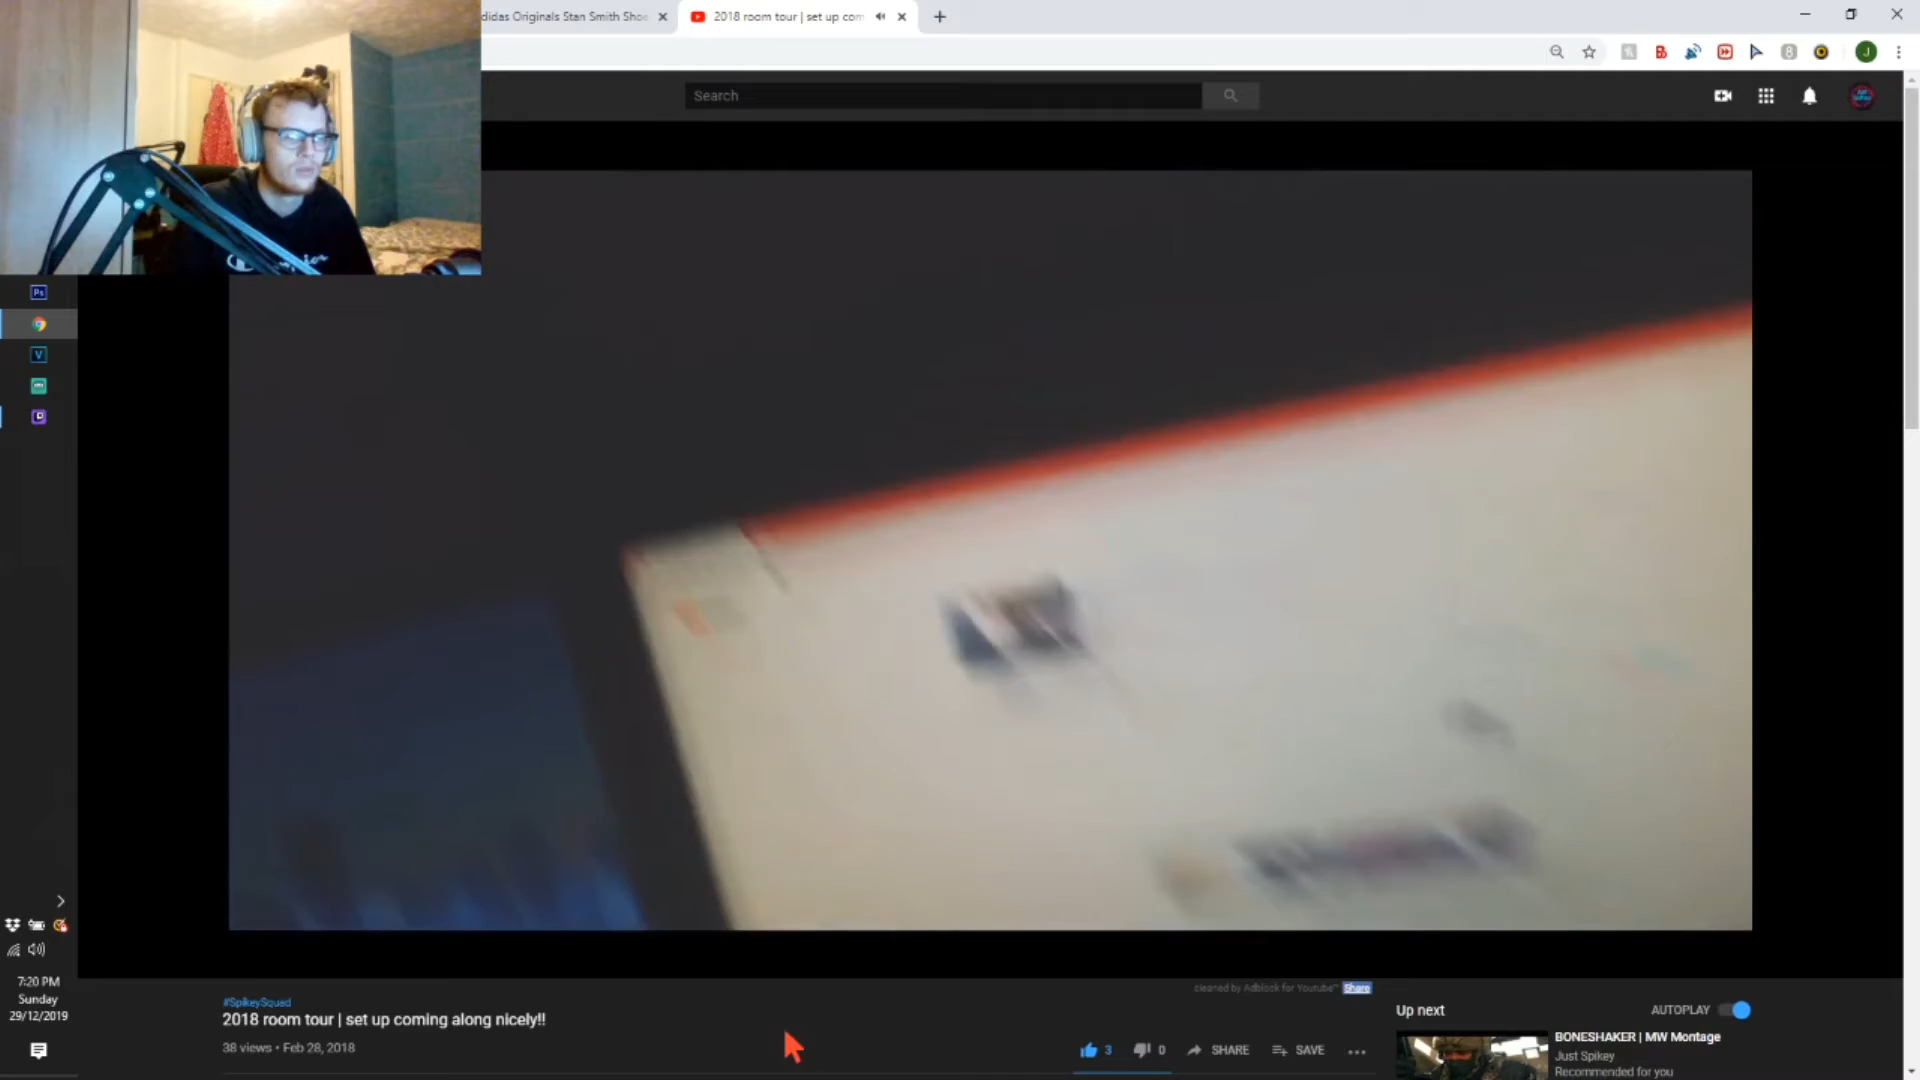 didas Originals Stan Smith Shoe
2018 room tour | set up com
Search
J
Ps
V
7:20 PM
Sunday
29/12/2019
cleaned by Adblock for Youtube™ Share
#SpikeySquad
2018 room tour | set up coming along nicely!!
38 views • Feb 28, 2018
3
0
SHARE
SAVE
Up next
AUTOPLAY
BONESHAKER | MW Montage
Just Spikey
Recommended for you